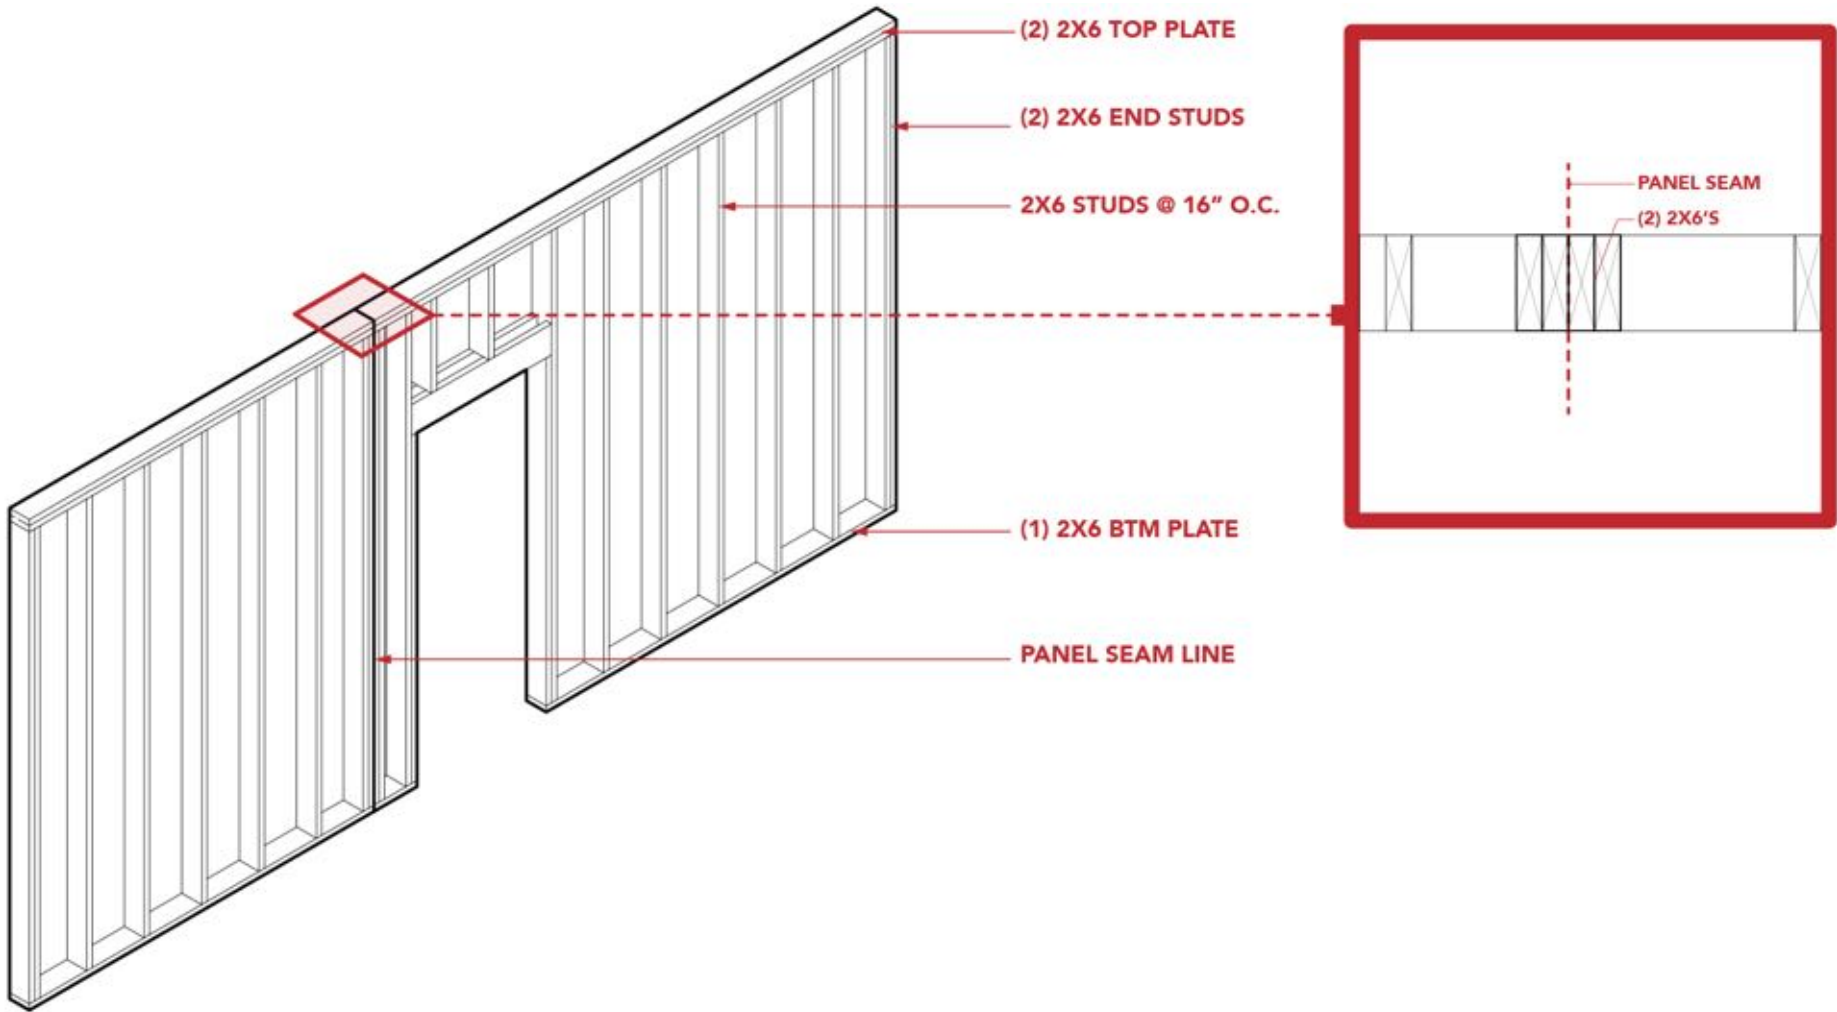 (2) 2X6 TOP PLATE
(2) 2X6 END STUDS
2X6 STUDS @ 16” O.C.
(1) 2X6 BTM PLATE
PANEL SEAM LINE
PANEL SEAM
(2) 2X6’S